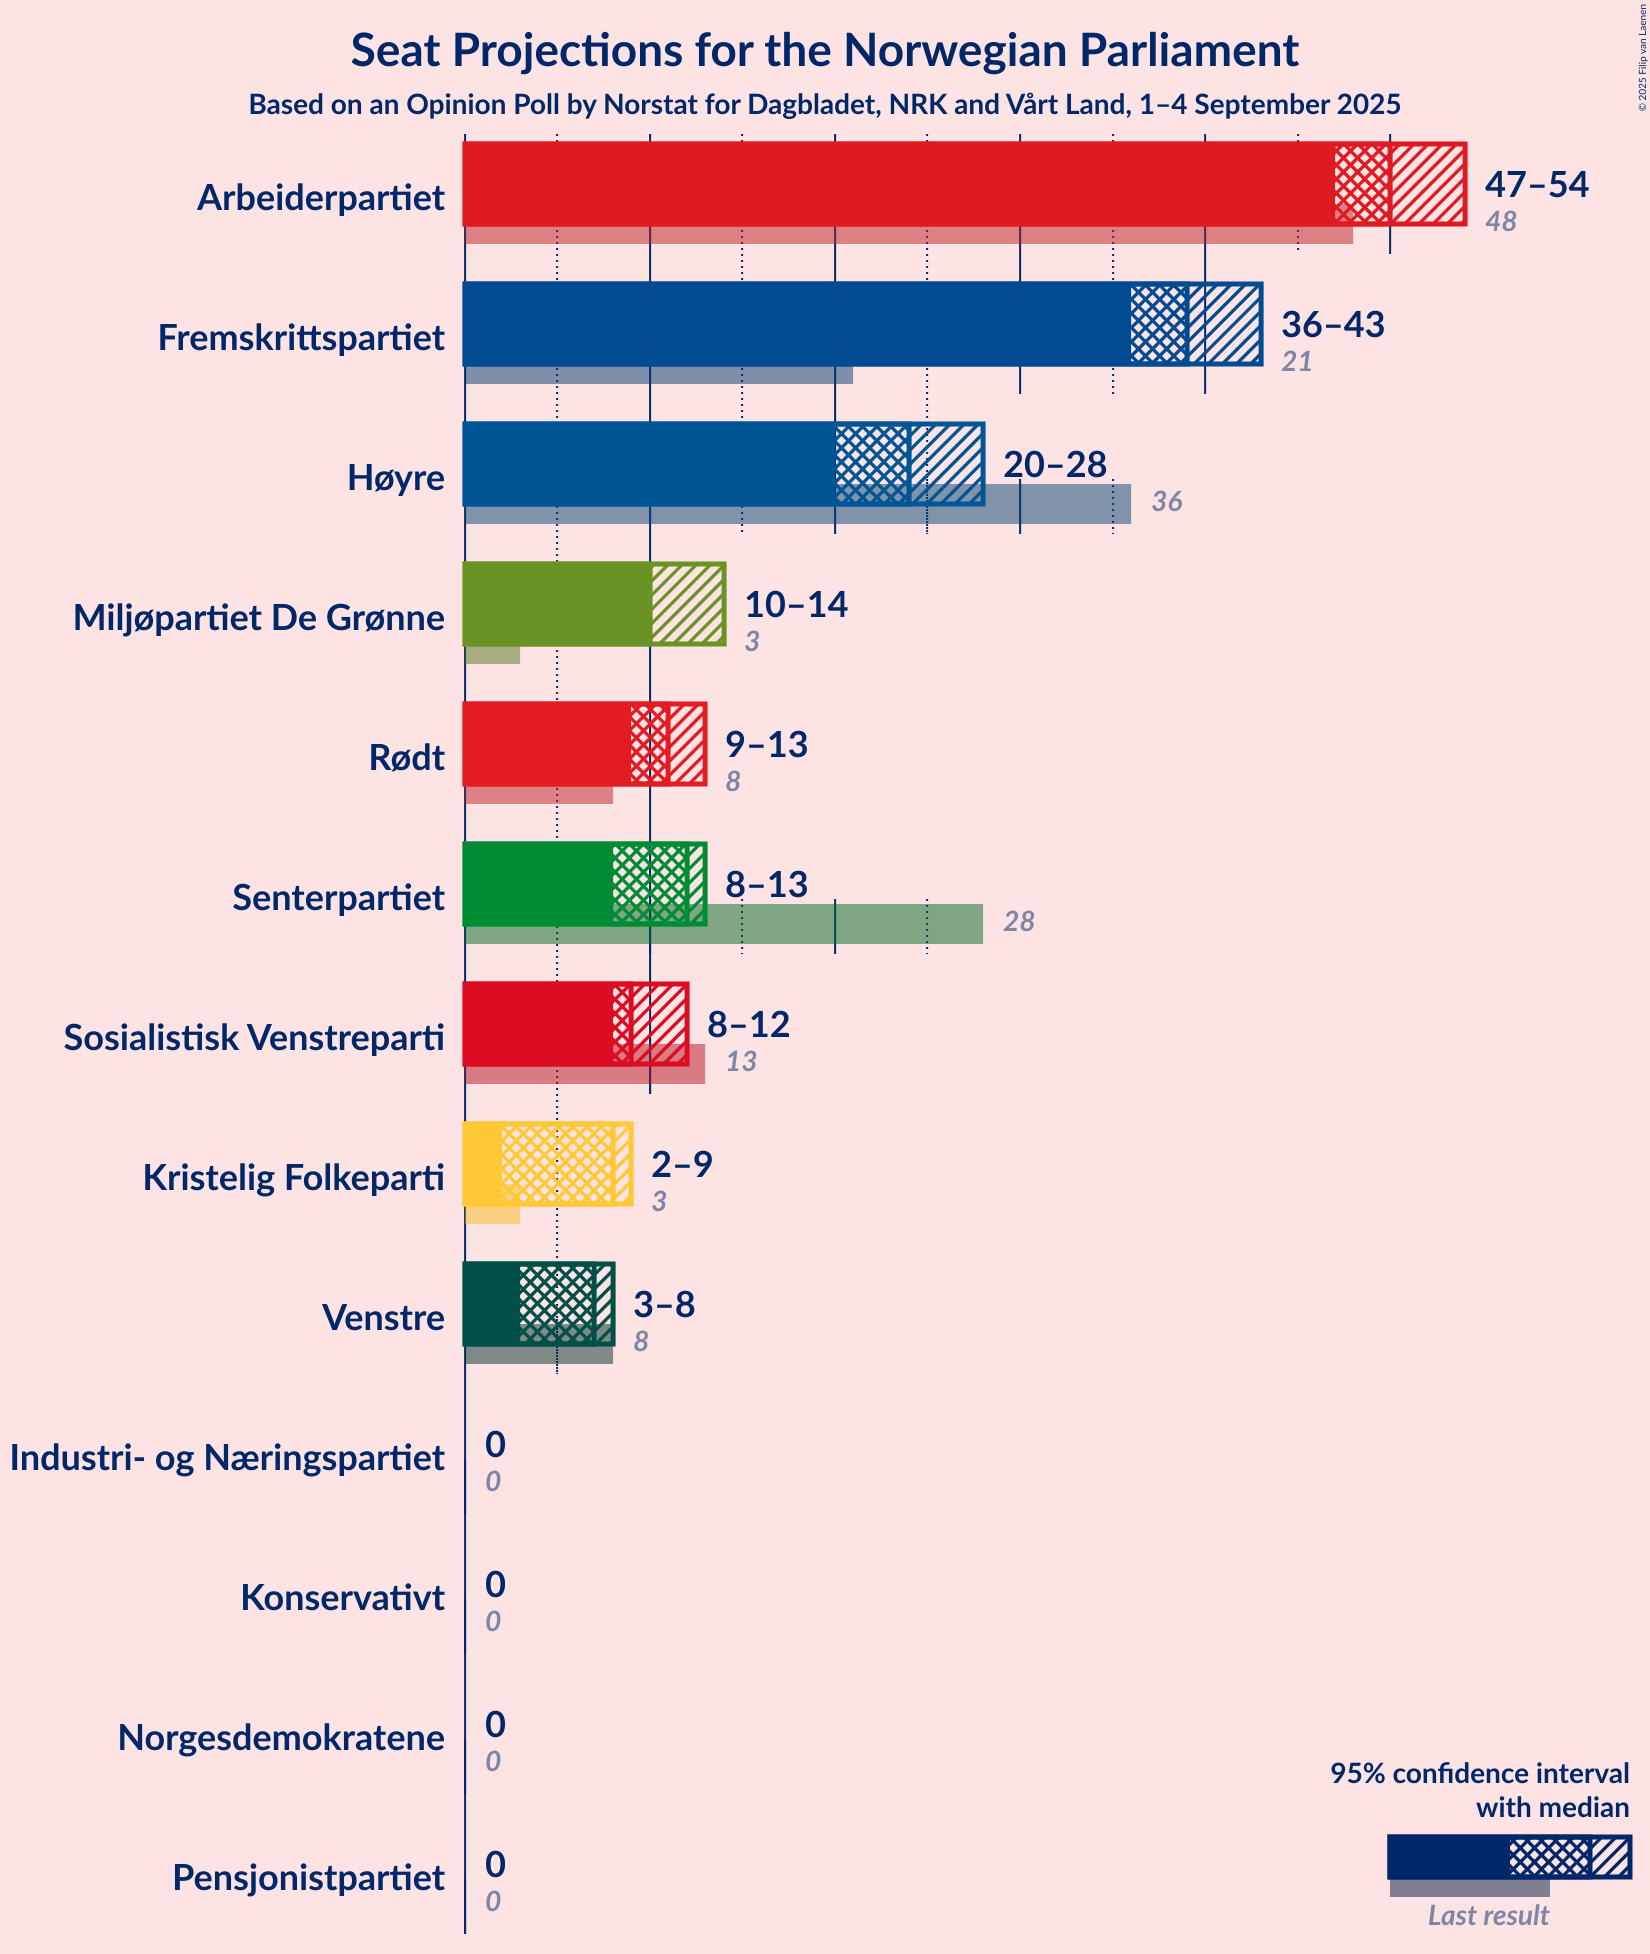 Seat Projections for the Norwegian Parliament
Based on an Opinion Poll by Norstat for Dagbladet, NRK and Vårt Land, 1–4 September 2025
© 2025 Filip van Laenen
Arbeiderpartiet
47–54
48
Fremskrittspartiet
36–43
21
Høyre
20–28
36
Miljøpartiet De Grønne
10–14
3
Rødt
9–13
8
Senterpartiet
8–13
28
Sosialistisk Venstreparti
8–12
13
Kristelig Folkeparti
2–9
3
Venstre
3–8
8
Industri- og Næringspartiet
0
0
Konservativt
0
0
Norgesdemokratene
0
0
Pensjonistpartiet
0
0
95% confidence interval
with median
Last result